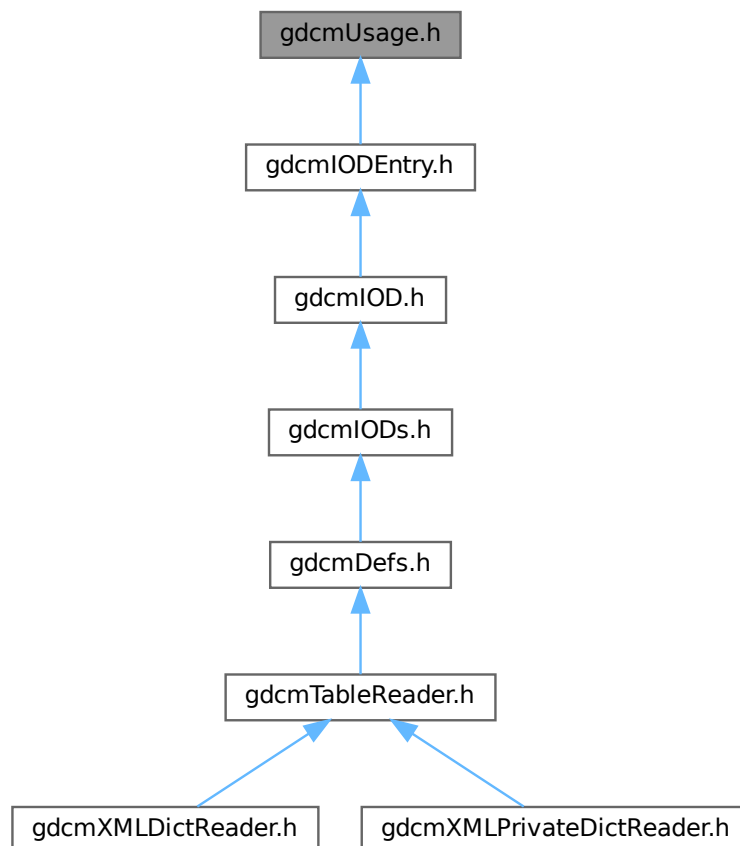 gdcmUsage.h
gdcmIODEntry.h
gdcmIOD.h
gdcmIODs.h
gdcmDefs.h
gdcmTableReader.h
gdcmXMLDictReader.h
gdcmXMLPrivateDictReader.h